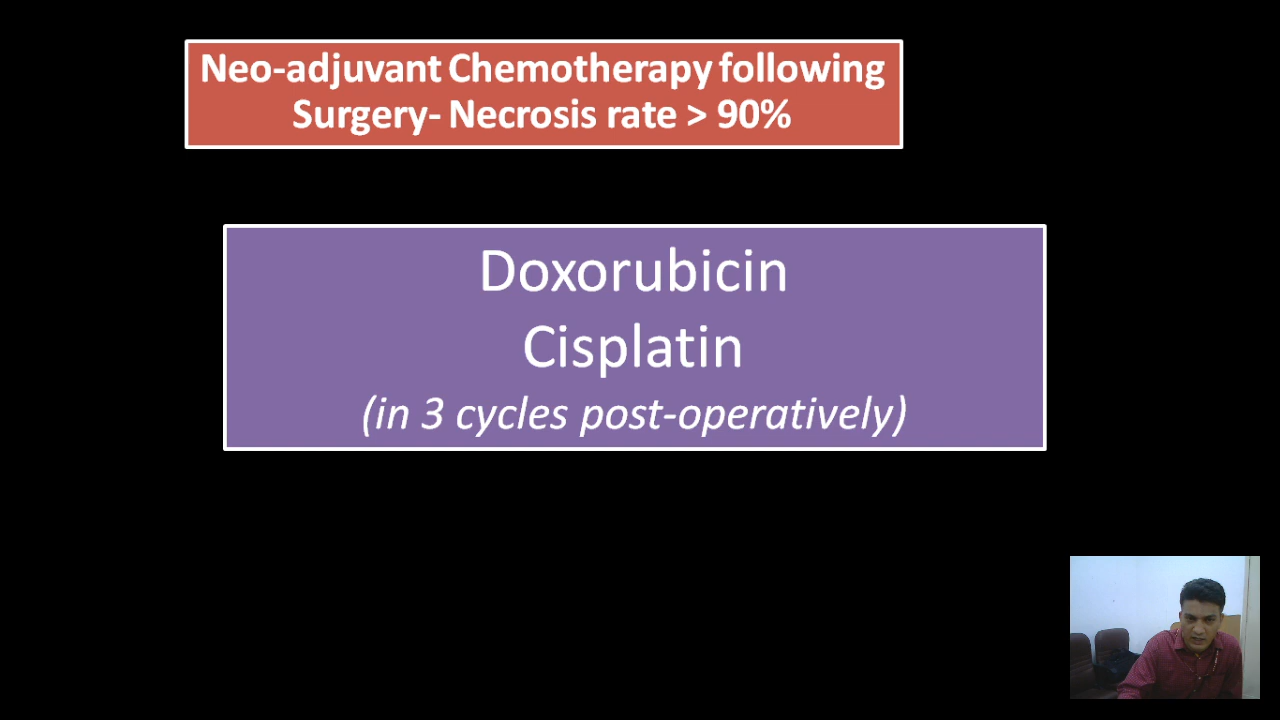 Neo-adjuvant Chemotherapy following
Surgery- Necrosis rate > 90%
Doxorubicin
Cisplatin
(in 3 cycles post-operatively)